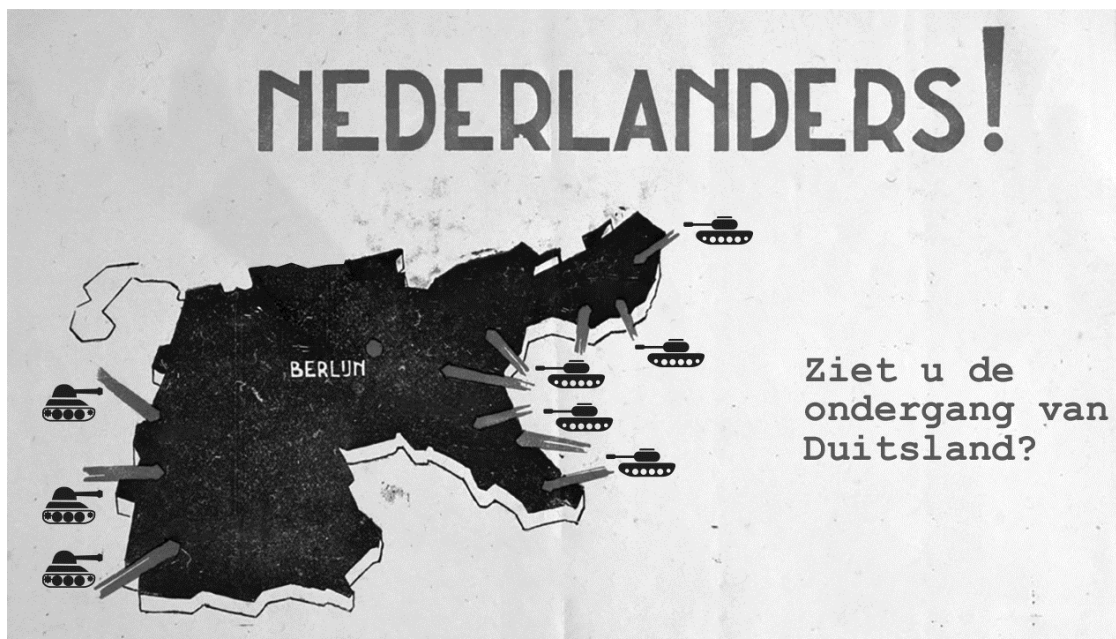 NEDERLANDERS!
BERLIJN
Ziet u de
ondergang van
Duitsland?